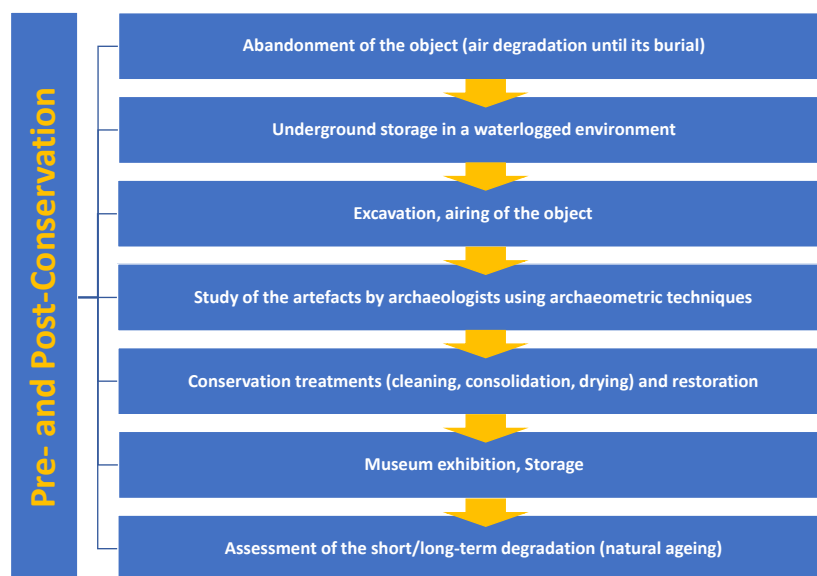 Pre- and Post-Conservation
Abandonment of the object (air degradation until its burial)
Underground storage in a waterlogged environment
Excavation, airing of the object
Study of the artefacts by archaeologists using archaeometric techniques
Conservation treatments (cleaning, consolidation, drying) and restoration
Museum exhibition, Storage
Assessment of the short/long-term degradation (natural ageing)